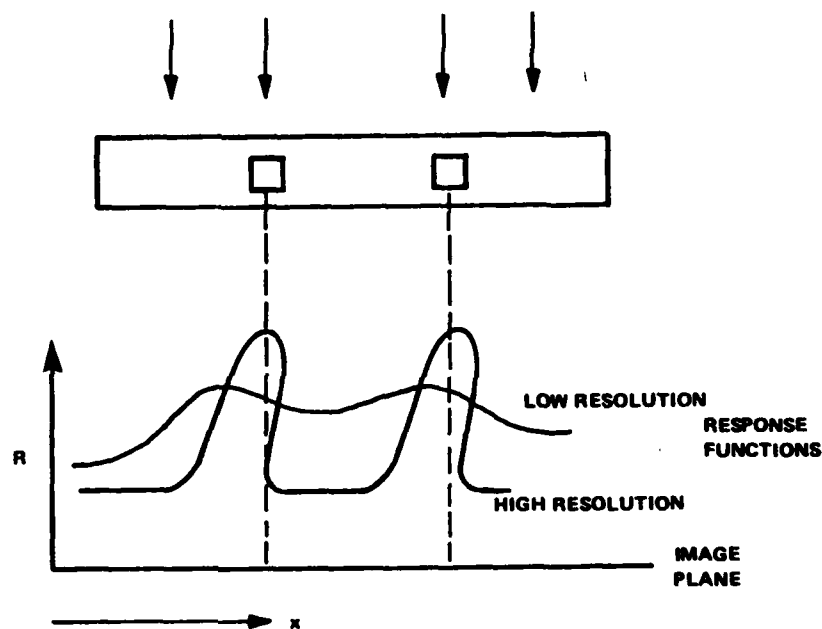 LOW RESOLUTION
RESPONSE
FUNCTIONS
R
HIGH RESOLUTION
IMAGE
PLANE
x